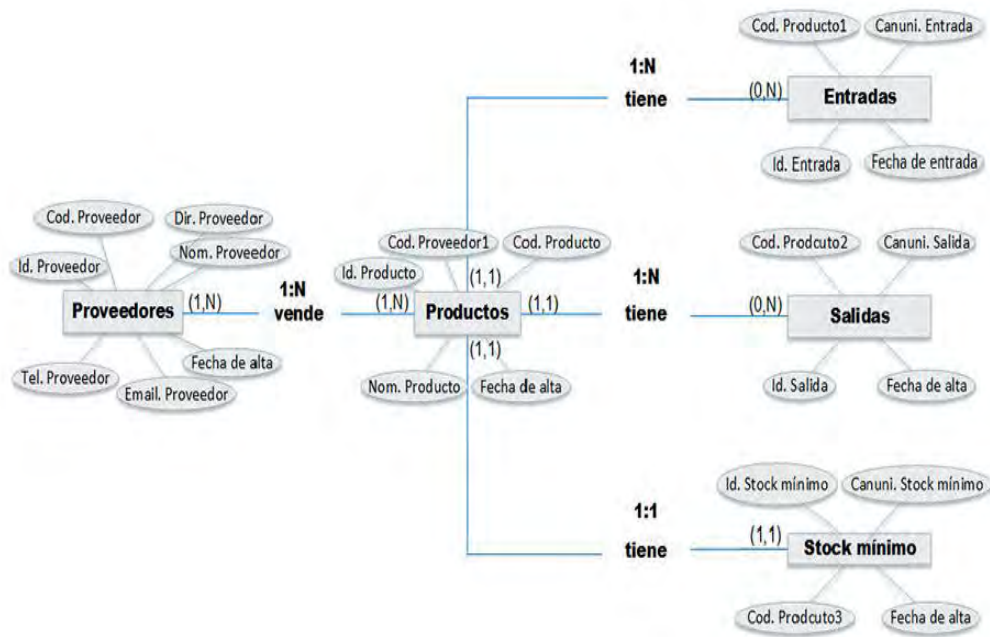 Cod. Producto1
Canuni. Entrada
1:N
tiene
(0,N)
Entradas
Id. Entrada
Fecha de entrada
Cod. Proveedor
Dir. Proveedor
Id. Proveedor
Nom. Proveedor
Proveedores
(1,N)
Tel. Proveedor
Email. Proveedor
Fecha de alta
1:N
vende
(1,N)
Id. Producto
Cod. Proveedor1
Cod. Producto
(1,1)
Productos
(1,1)
(1,1)
Nom. Producto
Fecha de alta
1:N
tiene
(0,N)
Cod. Prodcuto2
Canuni. Salida
Salidas
Id. Salida
Fecha de alta
1:1
tiene
(1,1)
Id. Stock mínimo
Canuni. Stock mínimo
Stock mínimo
Cod. Prodcuto3
Fecha de alta